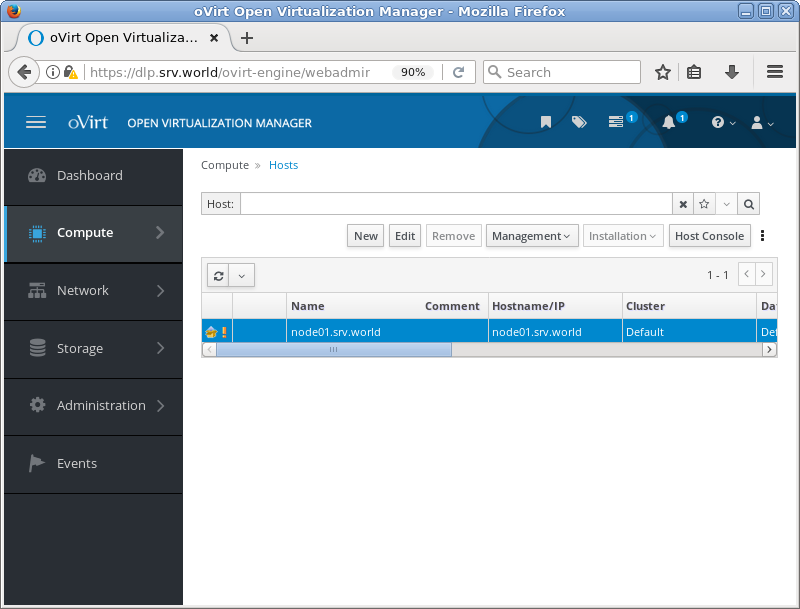 oVirt Open Virtualization Manager - Mozilla Firefox
oVirt Open Virtualiza...
https://dlp.srv.world/ovirt-engine/webadmir
90%
Search
oVirt OPEN VIRTUALIZATION MANAGER
1
1
Dashboard
Compute
Network
Storage
Administration
Events
Compute » Hosts
Host:
New Edit Remove Management Installation Host Console
1 - 1
Name Comment Hostname/IP Cluster Da
node01.srv.world node01.srv.world Default Def